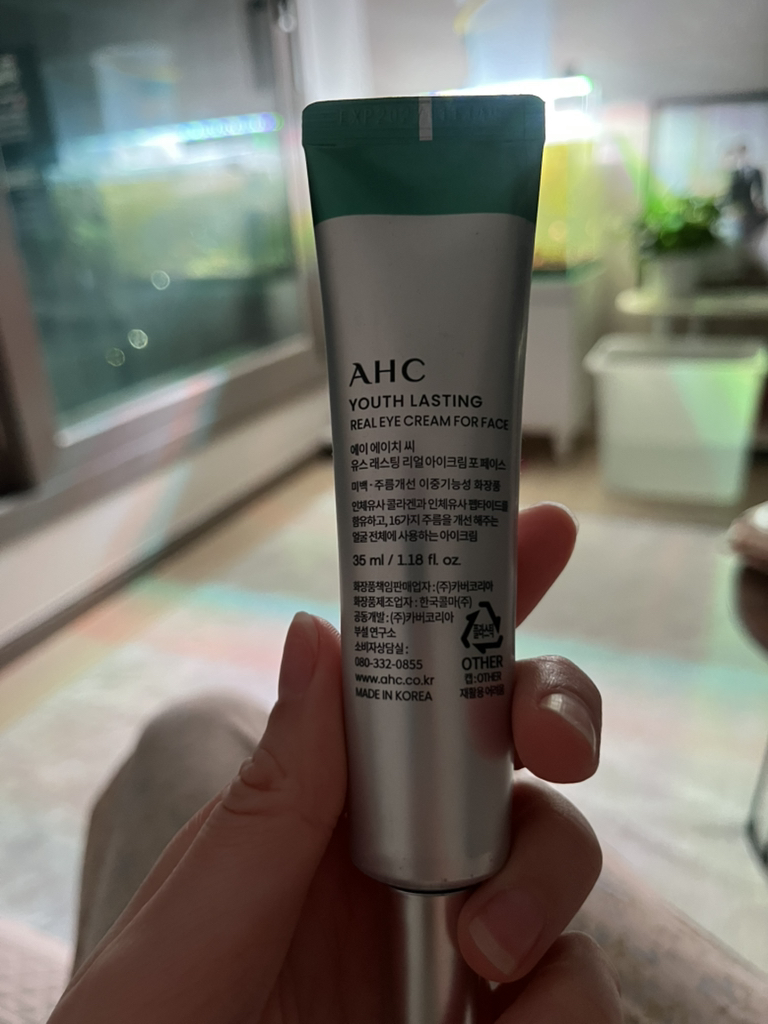 AHC
YOUTH LASTING
REAL EYE CREAM FOR FACE
에이 에이치 씨
유스 래스팅 리얼 아이크림 포 페이스
미백·주름개선 이중기능성 화장품
인체유사 콜라겐과 인체유사 펩타이드를
함유하고, 16가지 주름을 개선 해주는
얼굴 전체에 사용하는 아이크림
35 ml / 1.18 fl. oz.
화장품책임판매업자 : (주)카버코리아
화장품제조업자 : 한국콜마(주)
공동개발 : (주)카버코리아
부설 연구소
소비자상담실 :
080-332-0855
www.ahc.co.kr
MADE IN KOREA
플라스틱
OTHER
캡 : OTHER
재활용 어려움